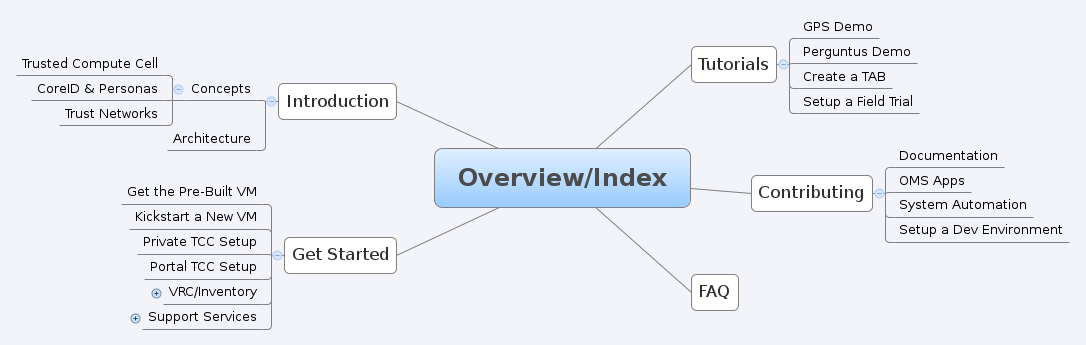 Overview/Index
Introduction
Concepts
Trusted Compute Cell
CoreID & Personas
Trust Networks
Architecture
Get Started
Get the Pre-Built VM
Kickstart a New VM
Private TCC Setup
Portal TCC Setup
VRC/Inventory
Support Services
Tutorials
GPS Demo
Perguntus Demo
Create a TAB
Setup a Field Trial
Contributing
Documentation
OMS Apps
System Automation
Setup a Dev Environment
FAQ